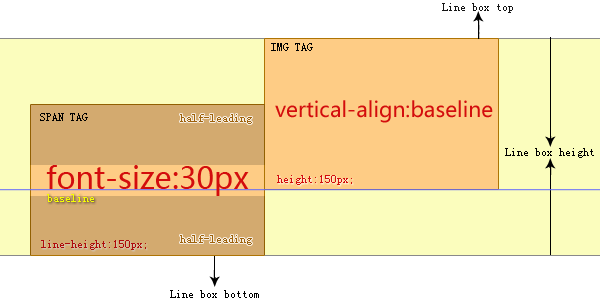 Line box top
IMG TAG
vertical-align:baseline
SPAN TAG
half-leading
Line box height
font-size:30px
height:150px;
baseline
line-height:150px;
half-leading
Line box bottom